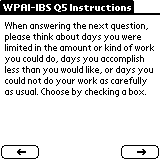 WPAI-IBS Q5 Instructions
When answering the next question,
please think about days you were
limited in the amount or kind of work
you could do, days you accomplish
less than you would like, or days you
could not do your work as carefully
as usual. Choose by checking a box.